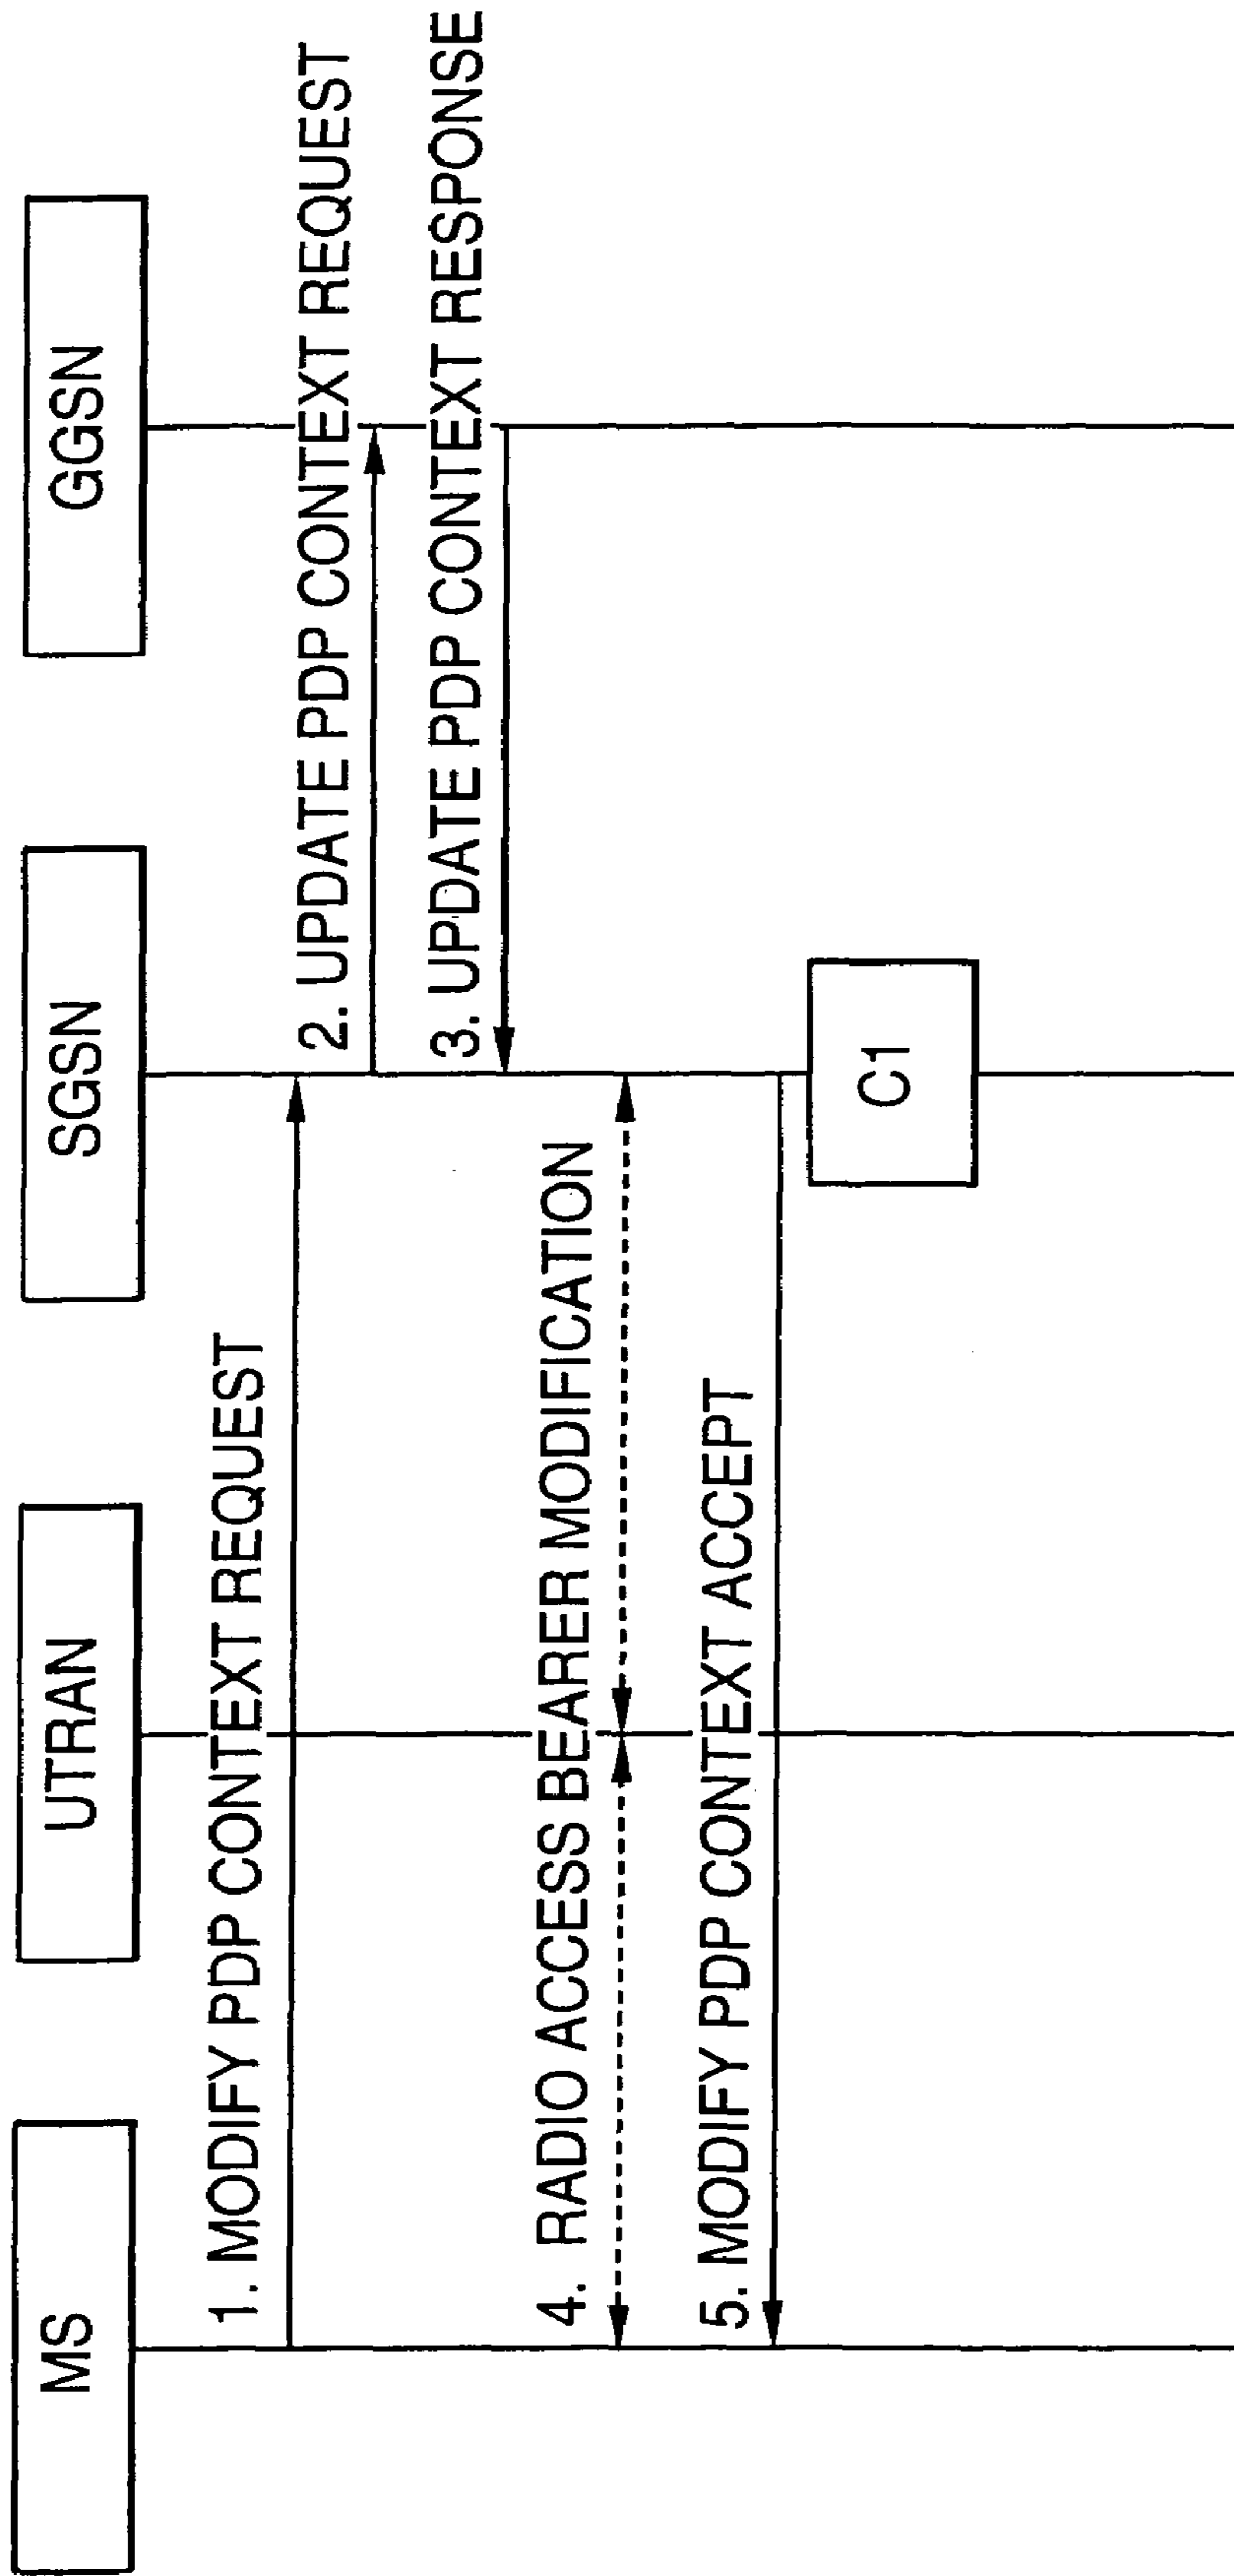 MS
UTRAN
SGSN
GGSN
1. MODIFY PDP CONTEXT REQUEST
2. UPDATE PDP CONTEXT REQUEST
3. UPDATE PDP CONTEXT RESPONSE
4. RADIO ACCESS BEARER MODIFICATION
5. MODIFY PDP CONTEXT ACCEPT
C1